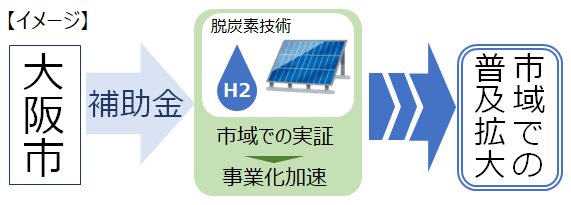 【イメージ】
大阪市
補助金
脱炭素技術
H2
市域での実証
事業化加速
市域での
普及拡大